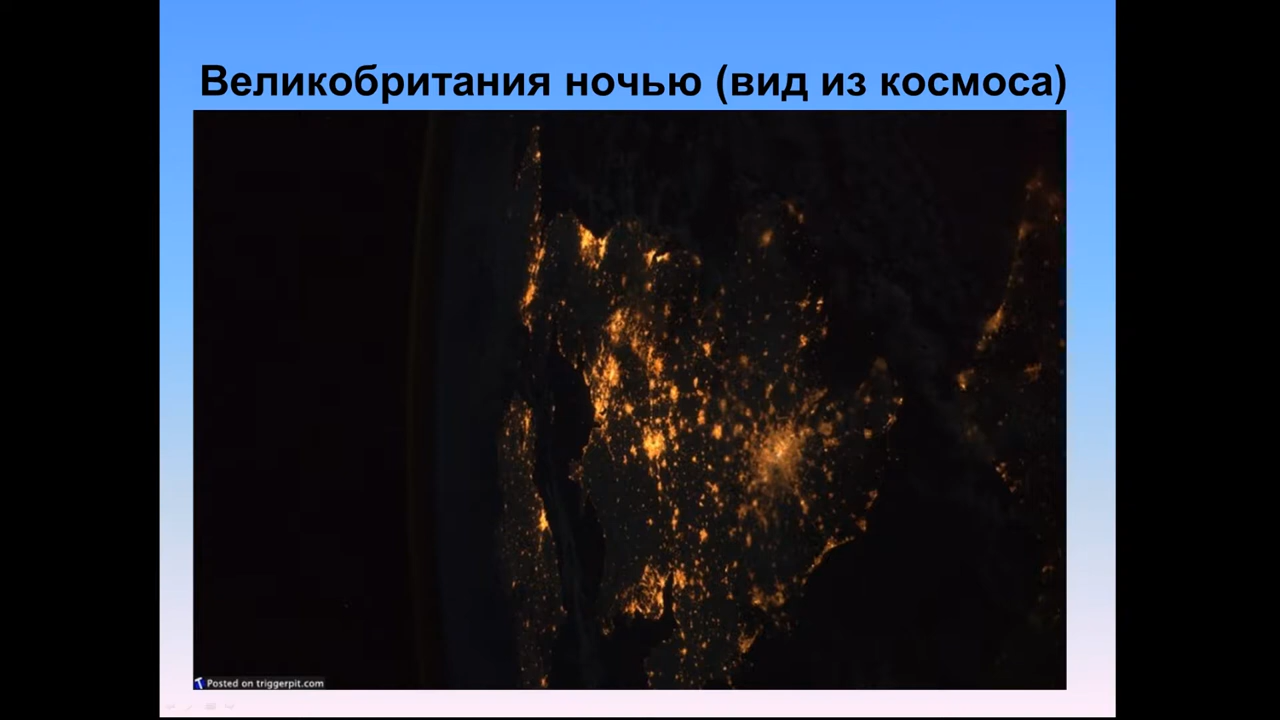 Великобритания ночью (вид из космоса)
Posted on triggerpit.com